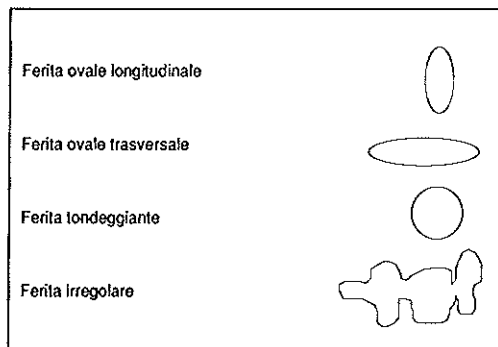 Ferita ovale longitudinale
Ferita ovale trasversale
Ferita tondeggiante
Ferita irregolare